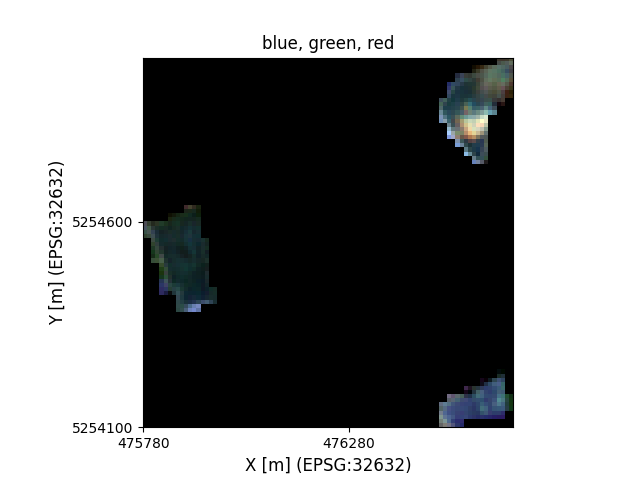 blue, green, red
Y [m] (EPSG:32632)
5254600
5254100
475780
476280
X [m] (EPSG:32632)